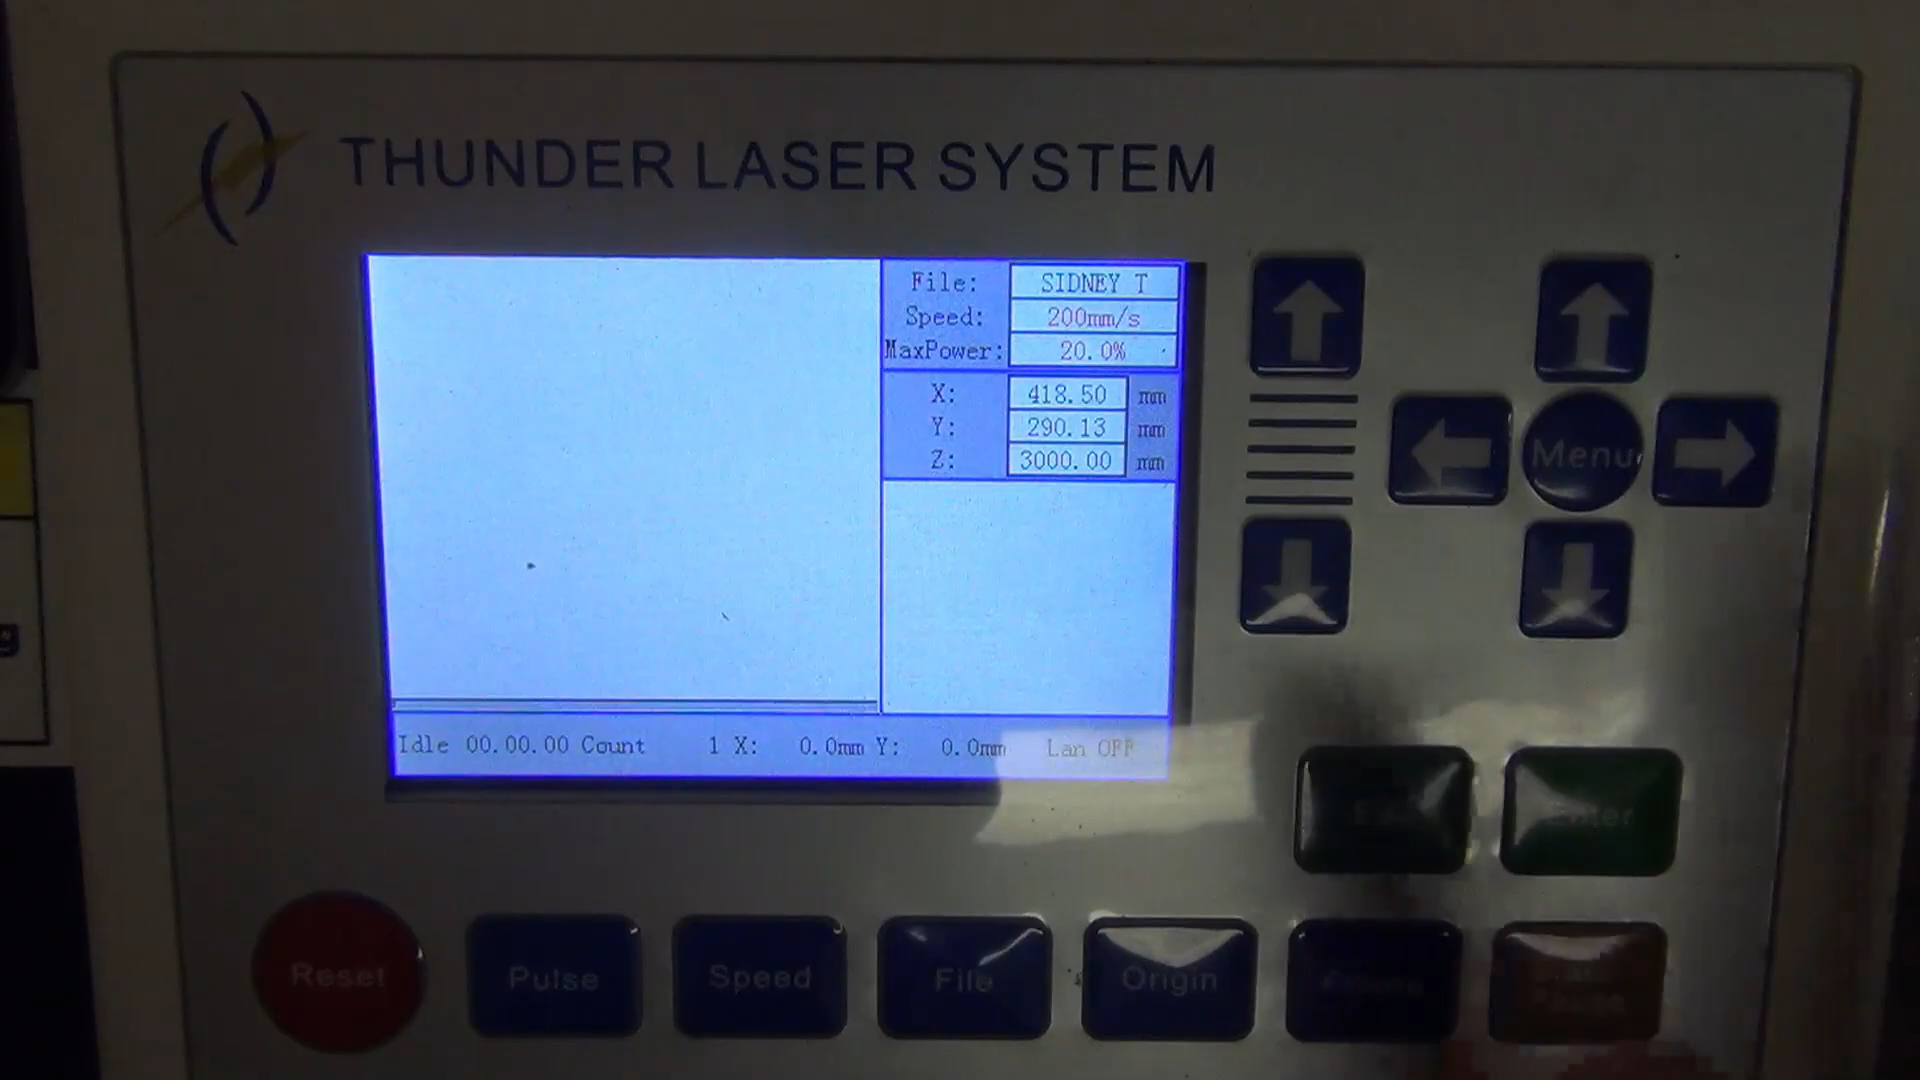 THUNDER LASER SYSTEM
File: SIDNEY T
Speed: 200mm/s
MaxPower: 20.0%
X: 418.50 mm
Y: 290.13 mm
Z: 3000.00 mm
Menu
Idle 00.00.00 Count 1 X: 0.0mm Y: 0.0mm Lan OFF
Enter
Reset Pulse Speed File Origin